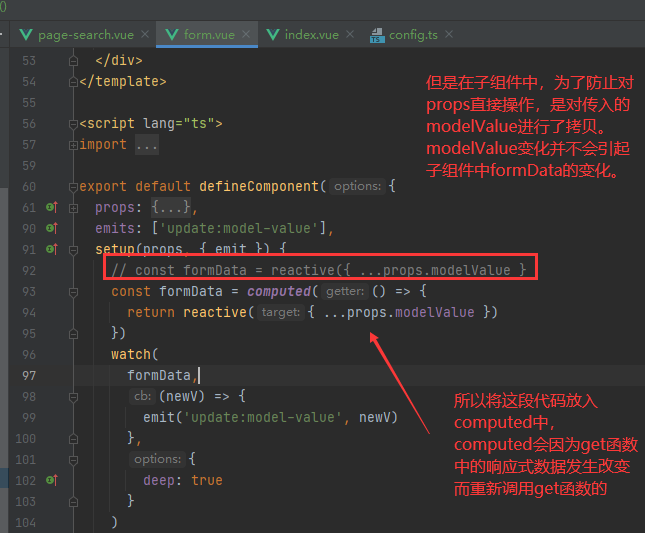 page-search.vue form.vue index.vue config.ts
53 </div>
54 </template>
55
56 <script lang="ts">
57 import ...
59
60 export default defineComponent( options: {
61 props: {...},
90 emits: ['update:model-value'],
91 setup(props, { emit }) {
92 // const formData = reactive({ ...props.modelValue }
93 const formData = computed( getter: () => {
94 return reactive( target: { ...props.modelValue })
95 })
96 watch(
97 formData,
98 cb: (newV) => {
99 emit('update:model-value', newV)
100 },
101 options: {
102 deep: true
103 }
104 )
但是在子组件中，为了防止对
props直接操作，是对传入的
modelValue进行了拷贝。
modelValue变化并不会引起
子组件中formData的变化。
所以将这段代码放入
computed中，
computed会因为get函数
中的响应式数据发生改变
而重新调用get函数的